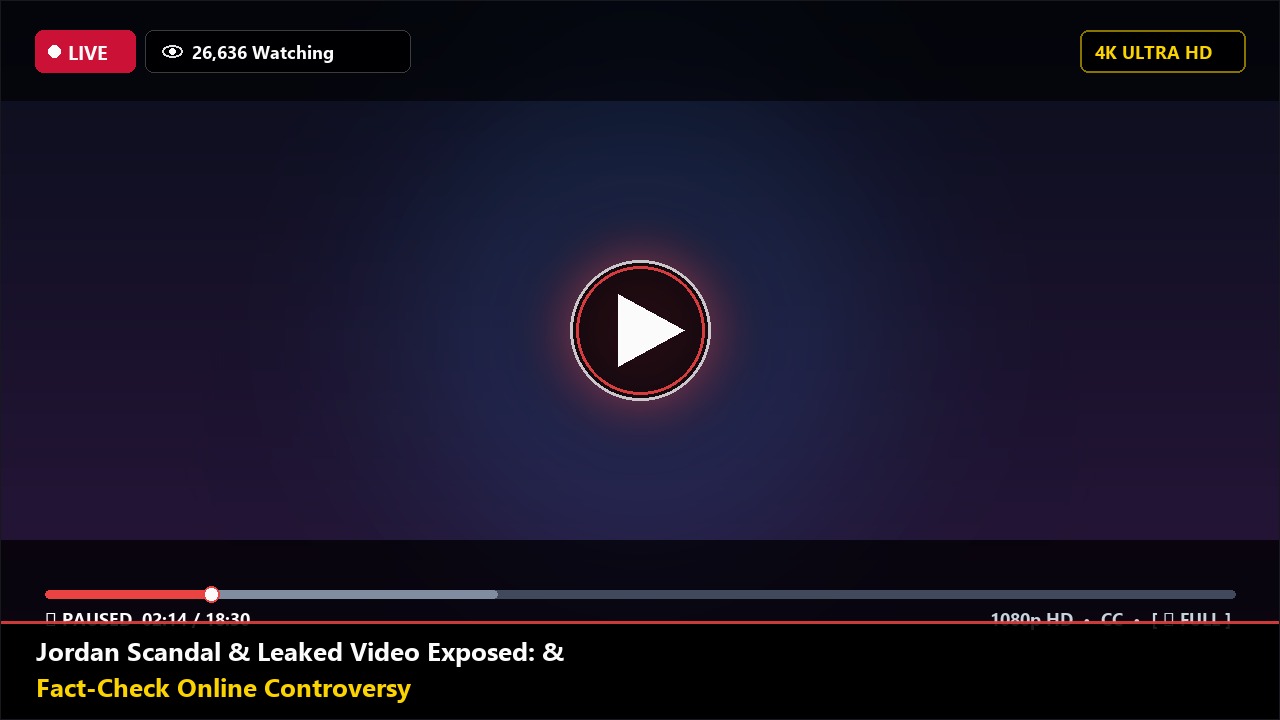 LIVE
26,636 Watching
4K ULTRA HD
PAUSED 02:14 / 18:30
1080p HD • CC • [ FULL ]
Jordan Scandal & Leaked Video Exposed: &
Fact-Check Online Controversy